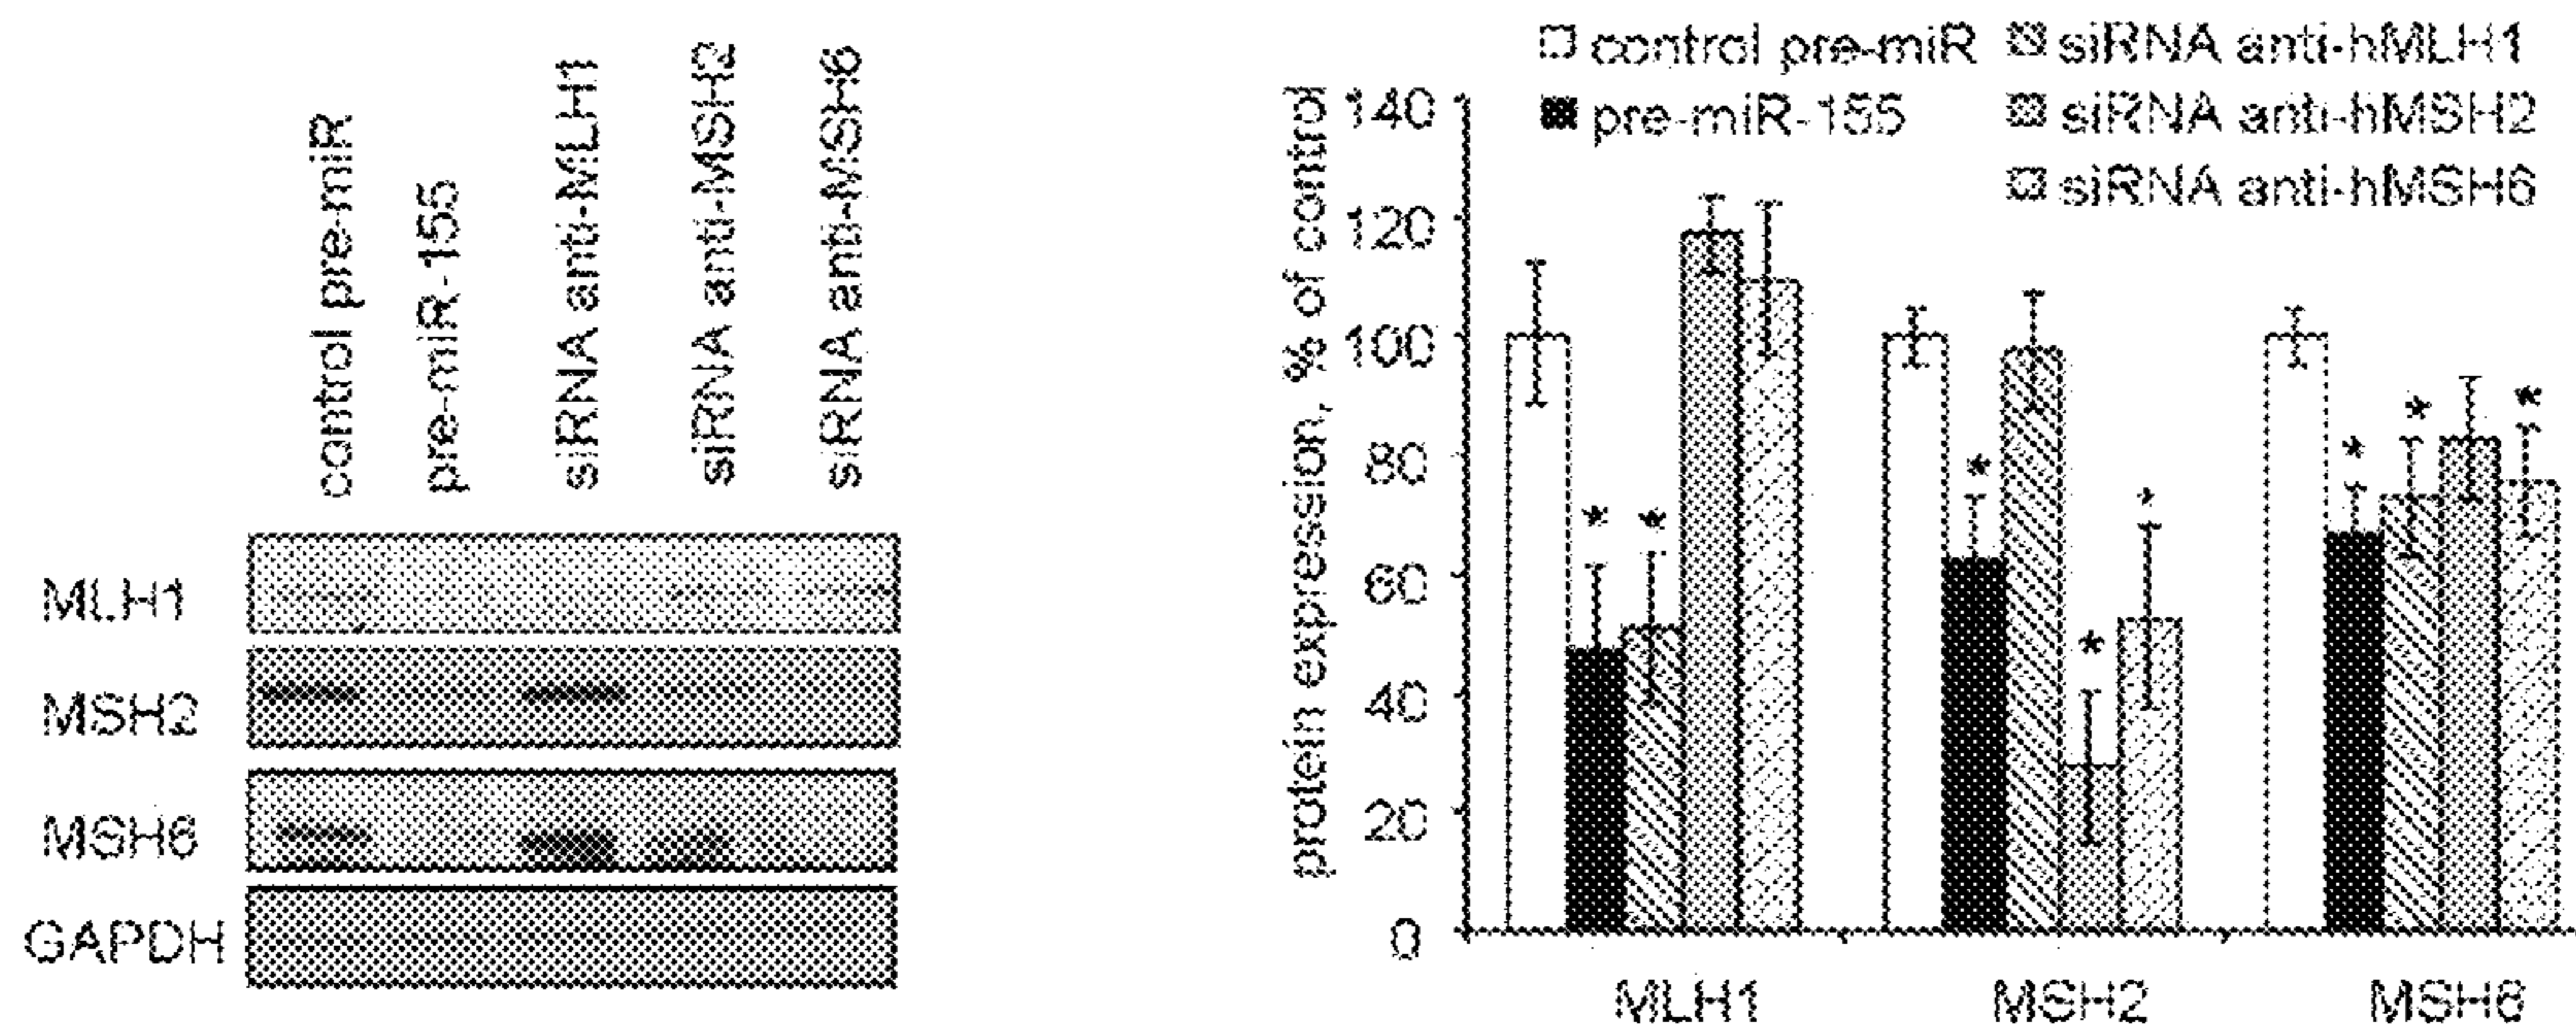 control pre-miR
pre-miR-155
siRNA anti-MLH1
siRNA anti-MSH2
siRNA anti-MSH6
MLH1
MSH2
MSH6
GAPDH
control pre-miR
pre-miR-155
siRNA anti-hMLH1
siRNA anti-hMSH2
siRNA anti-hMSH6
protein expression, % of control
140
120
100
80
60
40
20
0
* * * * * * * *
MLH1 MSH2 MSH6